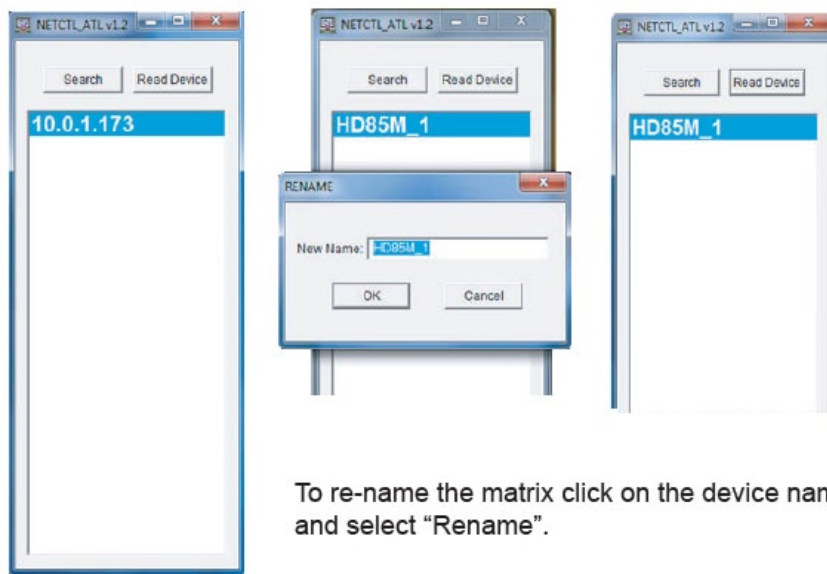 NETCTL_ATL v1.2
Search
Read Device
10.0.1.173
NETCTL_ATL v1.2
Search
Read Device
HD85M_1
RENAME
New Name:
HD85M_1
OK
Cancel
NETCTL_ATL v1.2
Search
Read Device
HD85M_1
To re-name the matrix click on the device nam
and select “Rename”.